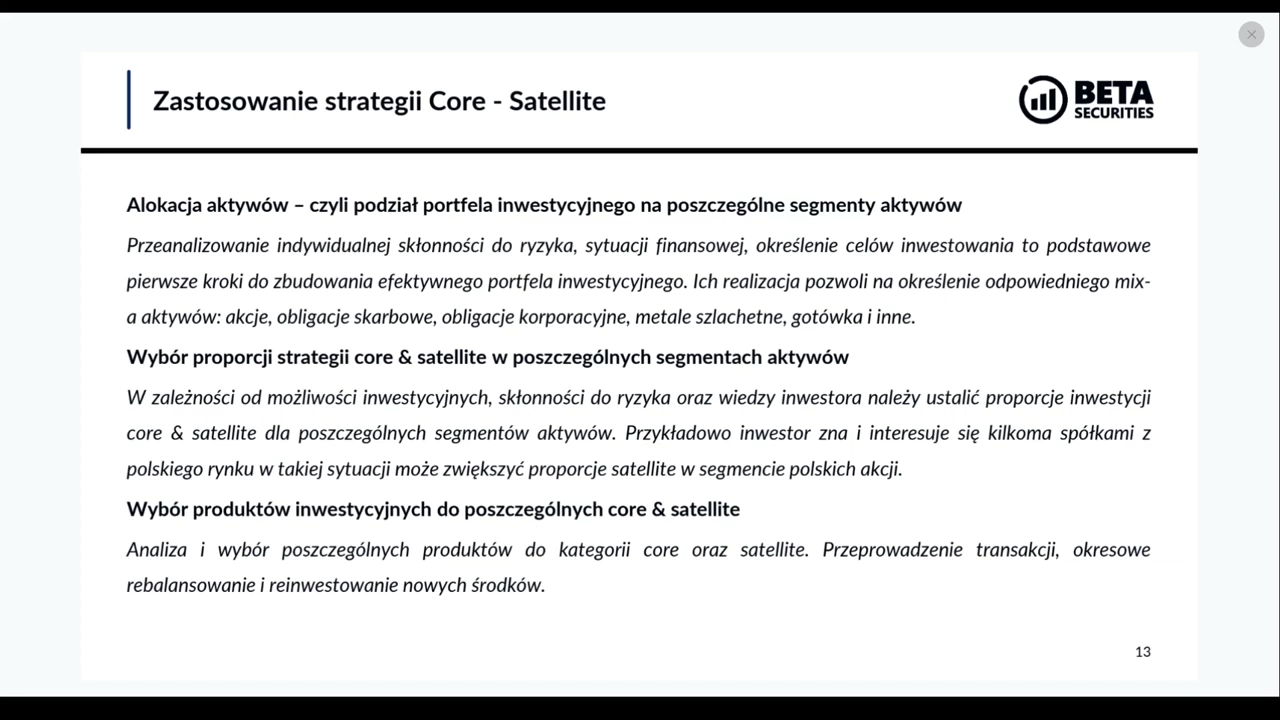 Zastosowanie strategii Core - Satellite
BETA
SECURITIES
Alokacja aktywów – czyli podział portfela inwestycyjnego na poszczególne segmenty aktywów
Przeanalizowanie indywidualnej skłonności do ryzyka, sytuacji finansowej, określenie celów inwestowania to podstawowe
pierwsze kroki do zbudowania efektywnego portfela inwestycyjnego. Ich realizacja pozwoli na określenie odpowiedniego mix-
a aktywów: akcje, obligacje skarbowe, obligacje korporacyjne, metale szlachetne, gotówka i inne.
Wybór proporcji strategii core & satellite w poszczególnych segmentach aktywów
W zależności od możliwości inwestycyjnych, skłonności do ryzyka oraz wiedzy inwestora należy ustalić proporcje inwestycji
core & satellite dla poszczególnych segmentów aktywów. Przykładowo inwestor zna i interesuje się kilkoma spółkami z
polskiego rynku w takiej sytuacji może zwiększyć proporcje satellite w segmencie polskich akcji.
Wybór produktów inwestycyjnych do poszczególnych core & satellite
Analiza i wybór poszczególnych produktów do kategorii core oraz satellite. Przeprowadzenie transakcji, okresowe
rebalansowanie i reinwestowanie nowych środków.
13